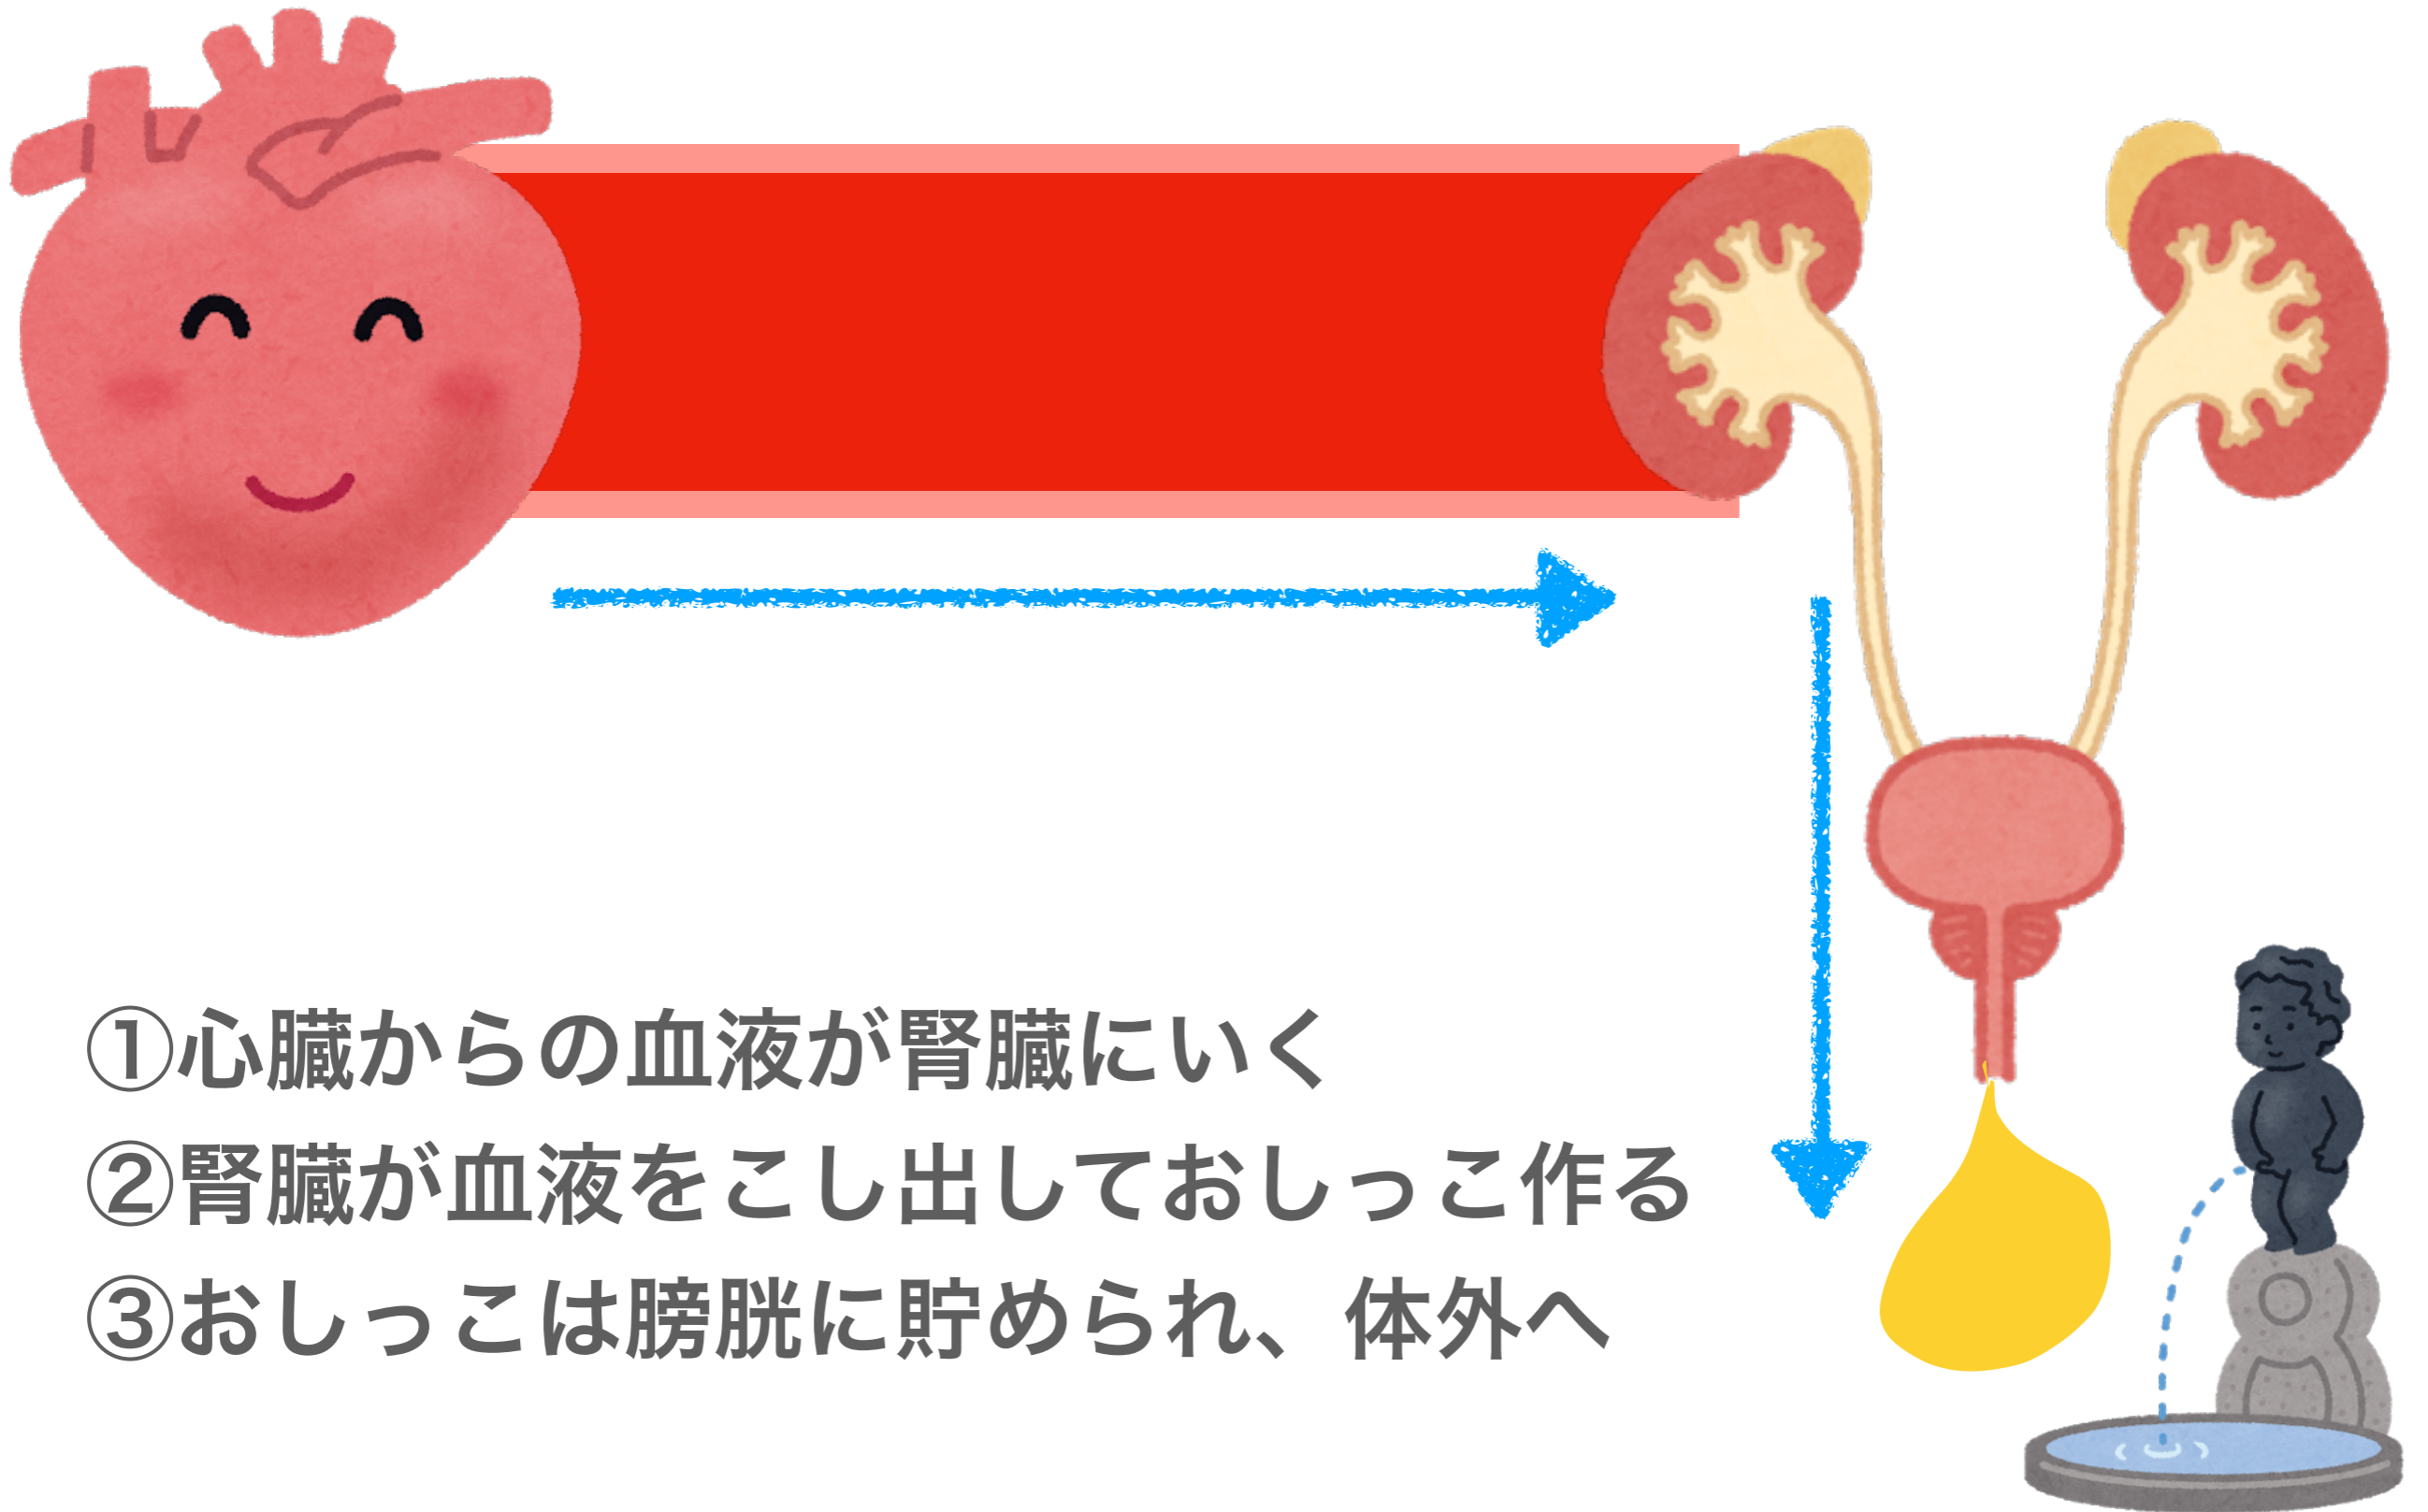 ①心臓からの血液が腎臓にいく
②腎臓が血液をこし出しておしっこ作る
③おしっこは膀胱に貯められ、体外へ